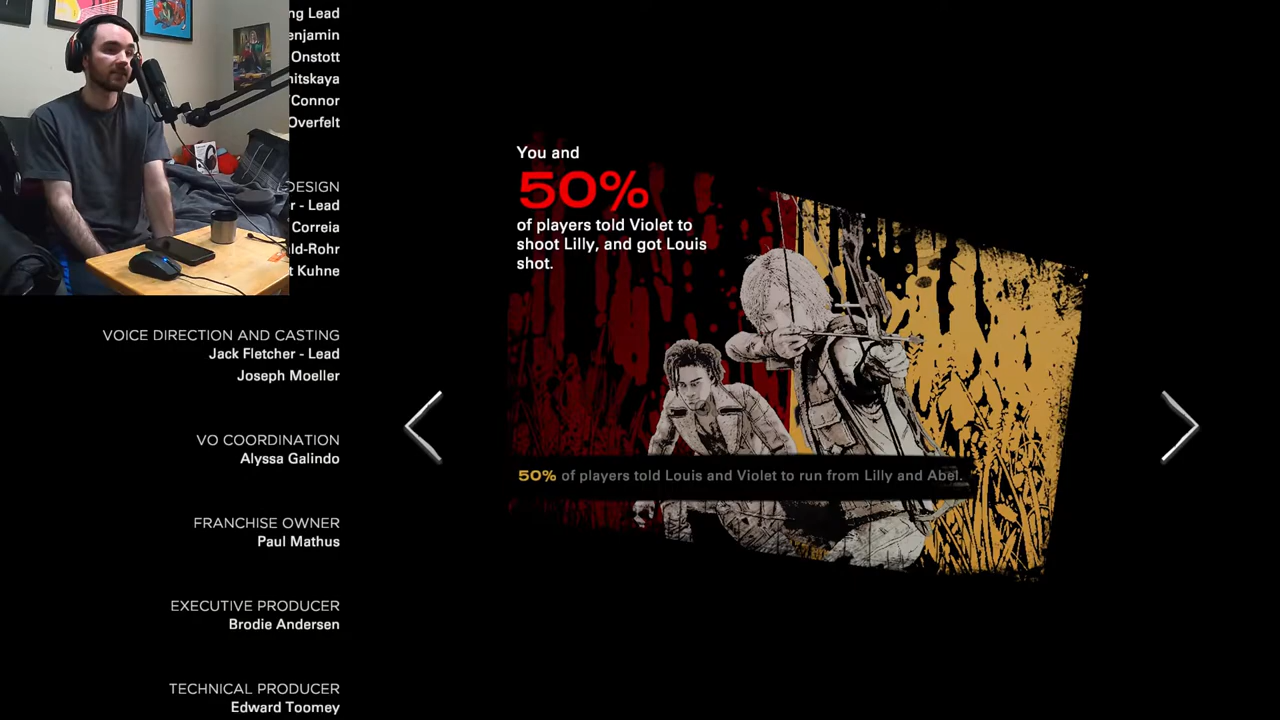 ng Lead
enjamin
Onstott
nitskaya
'Connor
Overfelt
DESIGN
r - Lead
Correia
ald-Rohr
t Kuhne
VOICE DIRECTION AND CASTING
Jack Fletcher - Lead
Joseph Moeller
VO COORDINATION
Alyssa Galindo
FRANCHISE OWNER
Paul Mathus
EXECUTIVE PRODUCER
Brodie Andersen
TECHNICAL PRODUCER
Edward Toomey
You and
50%
of players told Violet to
shoot Lilly, and got Louis
shot.
50% of players told Louis and Violet to run from Lilly and Abel.